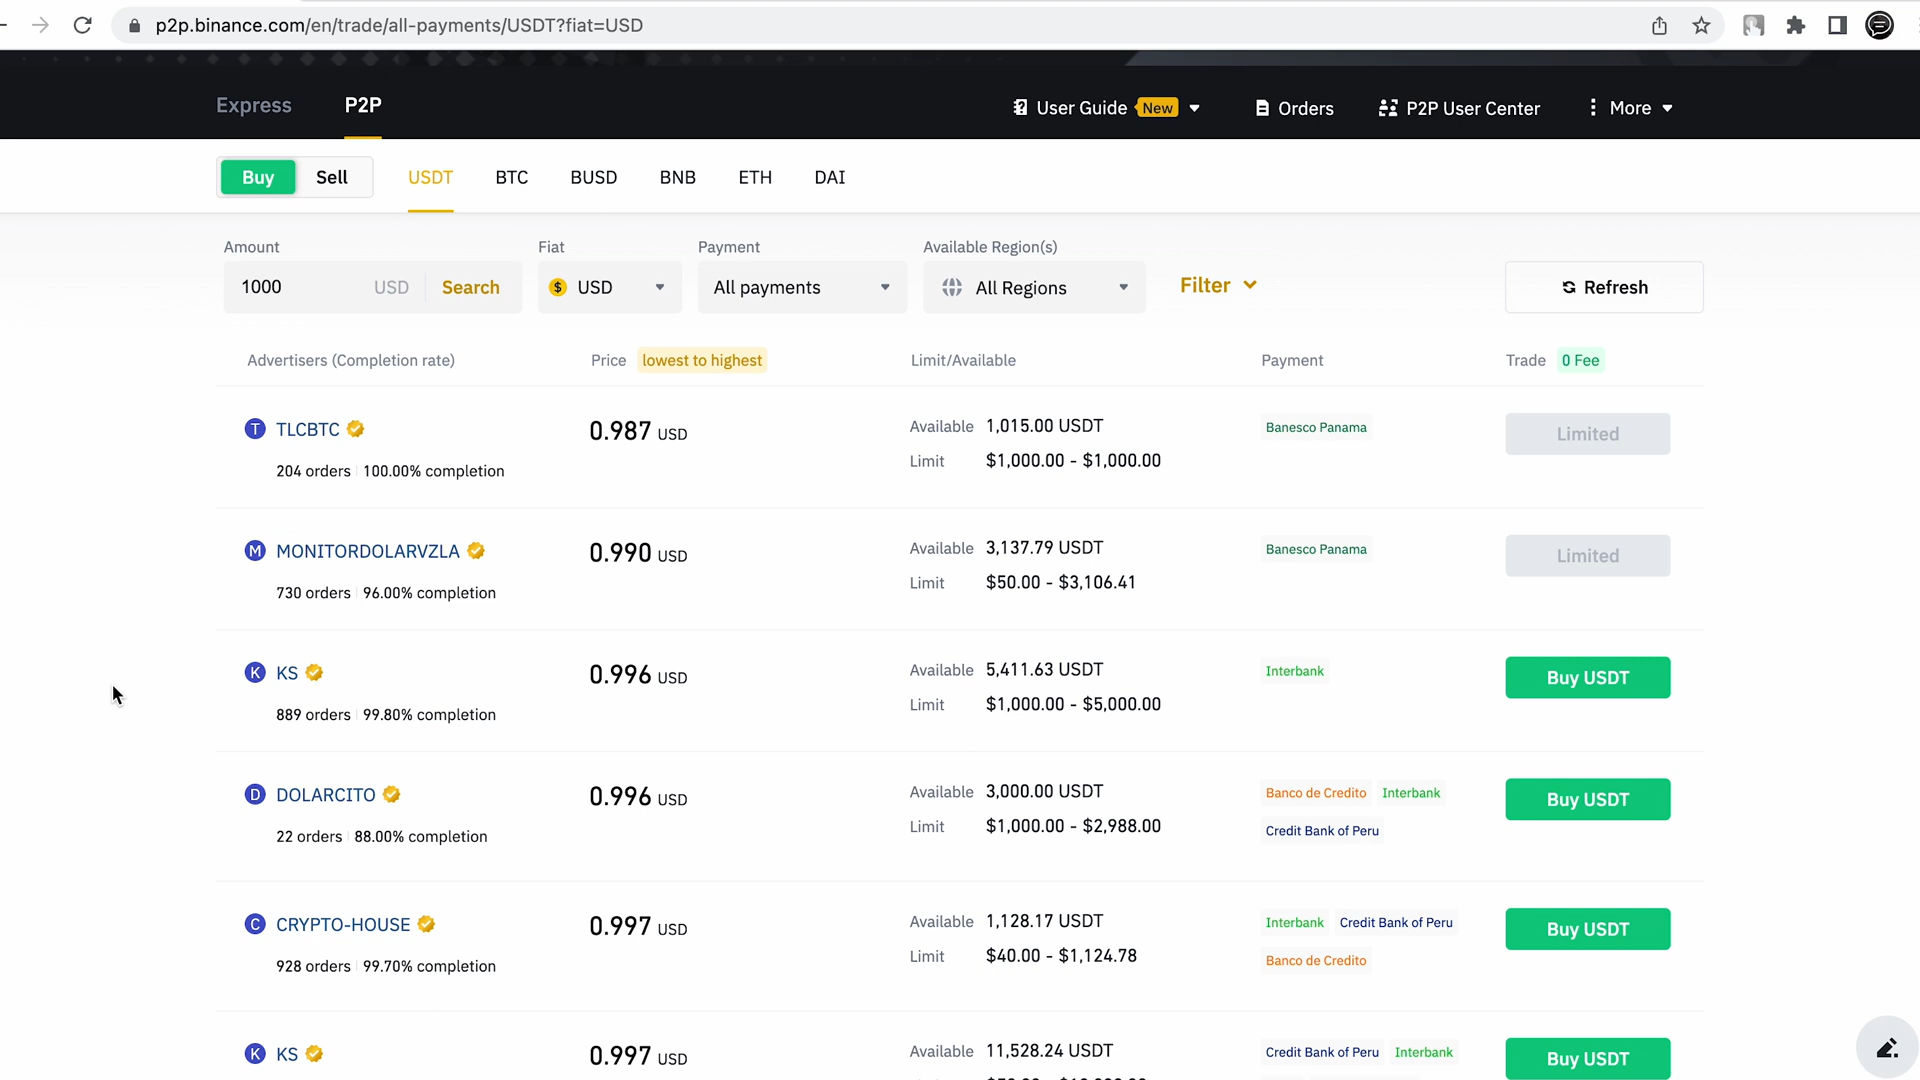 p2p.binance.com/en/trade/all-payments/USDT?fiat=USD
Express P2P User Guide New Orders P2P User Center More
Buy Sell USDT BTC BUSD BNB ETH DAI
Amount Fiat Payment Available Region(s)
1000 USD Search $ USD All payments All Regions Filter Refresh
Advertisers (Completion rate) Price lowest to highest Limit/Available Payment Trade 0 Fee
T TLCBTC 0.987 USD Available 1,015.00 USDT Banesco Panama Limited
204 orders 100.00% completion Limit $1,000.00 - $1,000.00
M MONITORDOLARVZLA 0.990 USD Available 3,137.79 USDT Banesco Panama Limited
730 orders 96.00% completion Limit $50.00 - $3,106.41
K KS 0.996 USD Available 5,411.63 USDT Interbank Buy USDT
889 orders 99.80% completion Limit $1,000.00 - $5,000.00
D DOLARCITO 0.996 USD Available 3,000.00 USDT Banco de Credito Interbank Buy USDT
22 orders 88.00% completion Limit $1,000.00 - $2,988.00 Credit Bank of Peru
C CRYPTO-HOUSE 0.997 USD Available 1,128.17 USDT Interbank Credit Bank of Peru Buy USDT
928 orders 99.70% completion Limit $40.00 - $1,124.78 Banco de Credito
K KS 0.997 USD Available 11,528.24 USDT Credit Bank of Peru Interbank Buy USDT